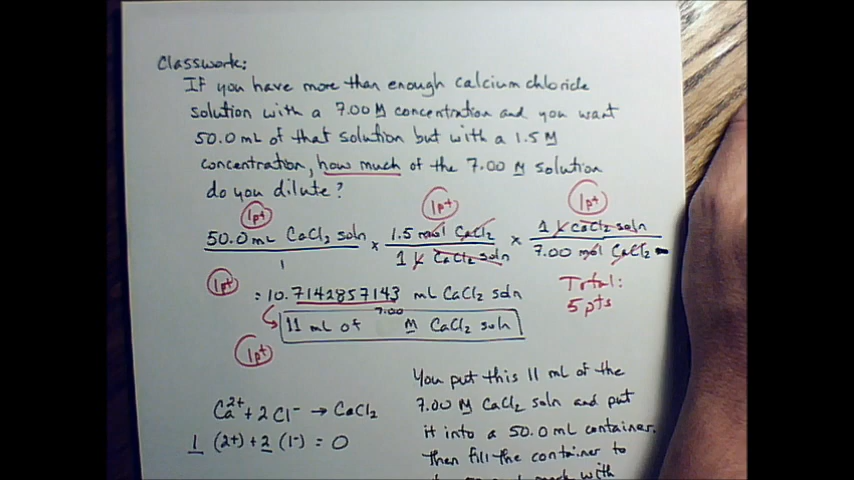 Classwork:
If you have more than enough calcium chloride
solution with a 7.00 M concentration and you want
50.0 mL of that solution but with a 1.5 M
concentration, how much of the 7.00 M solution
do you dilute?
1pt 1pt 1pt
50.0 mL CaCl2 soln / 1 × 1.5 mol CaCl2 / 1 L CaCl2 soln × 1 L CaCl2 soln / 7.00 mol CaCl2
1pt = 10.7142857143 mL CaCl2 soln
Total:
5 pts
11 ml of 7.00 M CaCl2 soln
1pt
You put this 11 ml of the
7.00 M CaCl2 soln and put
it into a 50.0 ml container.
Then fill the container to
with
Ca2+ + 2 Cl- → CaCl2
1 (2+) + 2 (1-) = 0